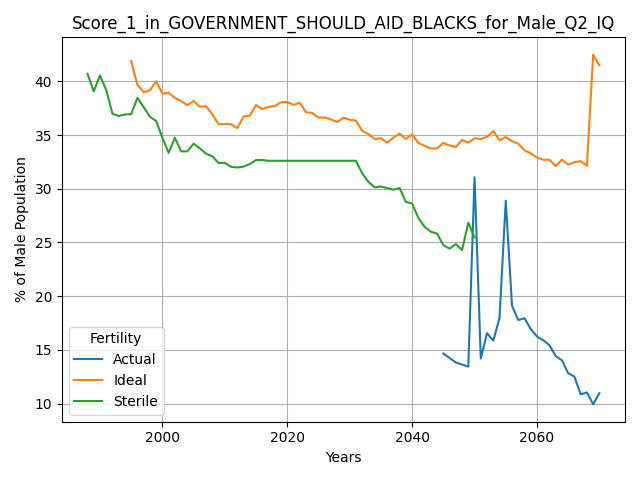 Score_1_in_GOVERNMENT_SHOULD_AID_BLACKS_for_Male_Q2_IQ
% of Male Population
40
35
30
25
20
15
10
Fertility
Actual
Ideal
Sterile
2000 2020 2040 2060
Years